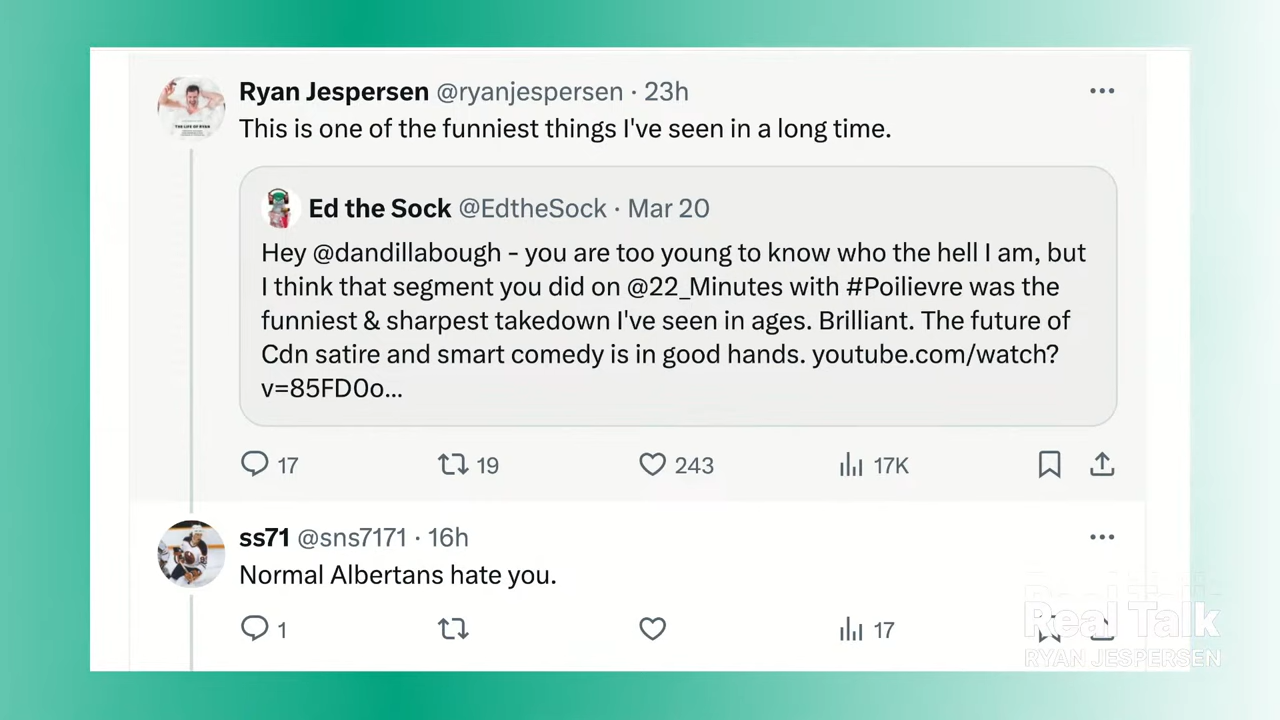 Ryan Jespersen @ryanjespersen · 23h
This is one of the funniest things I've seen in a long time.
Ed the Sock @EdtheSock · Mar 20
Hey @dandillabough - you are too young to know who the hell I am, but
I think that segment you did on @22_Minutes with #Poilievre was the
funniest & sharpest takedown I've seen in ages. Brilliant. The future of
Cdn satire and smart comedy is in good hands. youtube.com/watch?
v=85FD0o...
17 19 243 17K
ss71 @sns7171 · 16h
Normal Albertans hate you.
1 17
Real Talk
RYAN JESPERSEN